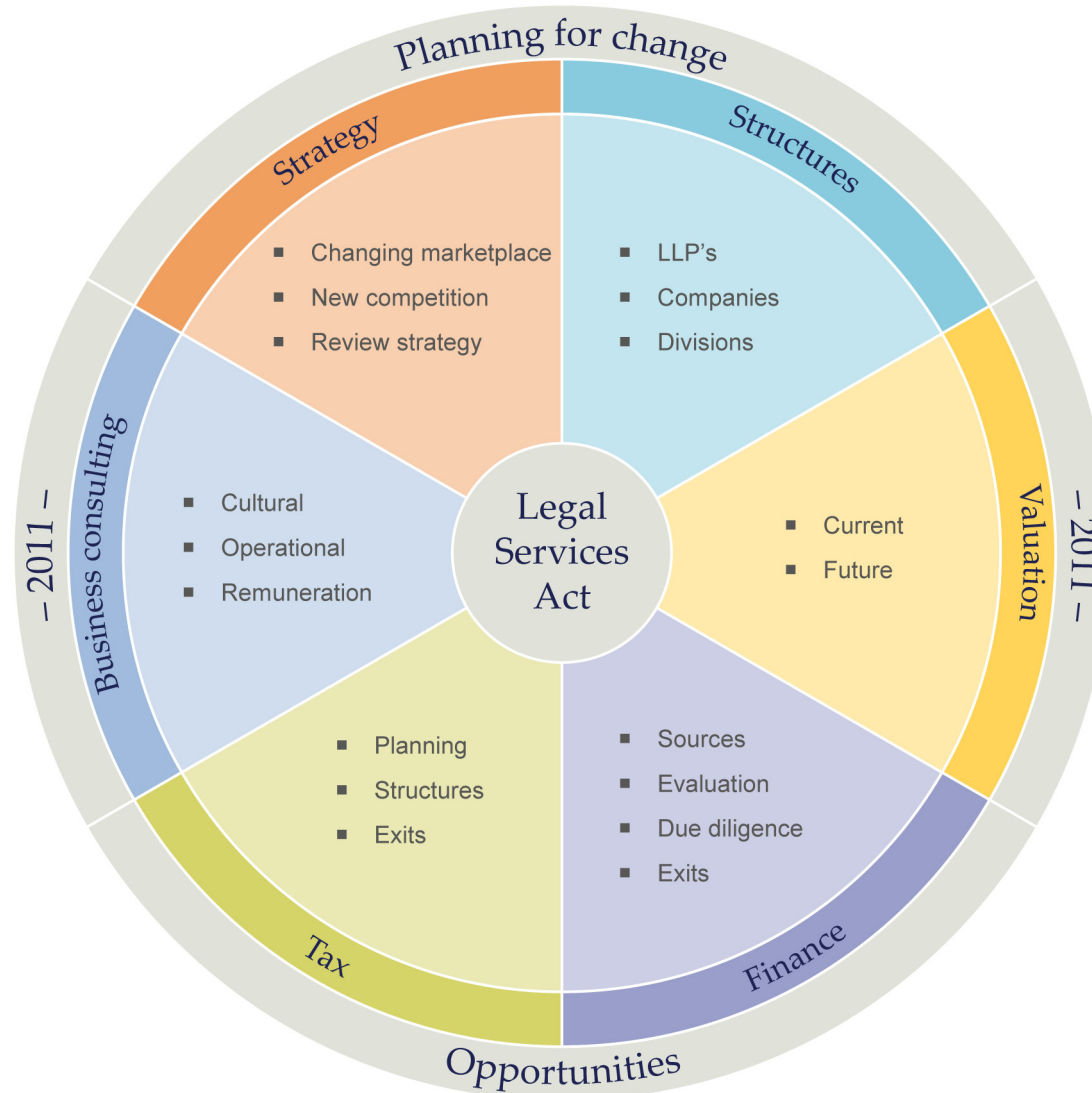 Planning for change
Strategy
■ Changing marketplace
■ New competition
■ Review strategy
Structures
■ LLP's
■ Companies
■ Divisions
Valuation
■ Current
■ Future
– 2011 –
Finance
■ Sources
■ Evaluation
■ Due diligence
■ Exits
Opportunities
Tax
■ Planning
■ Structures
■ Exits
Business consulting
■ Cultural
■ Operational
■ Remuneration
– 2011 –
Legal
Services
Act